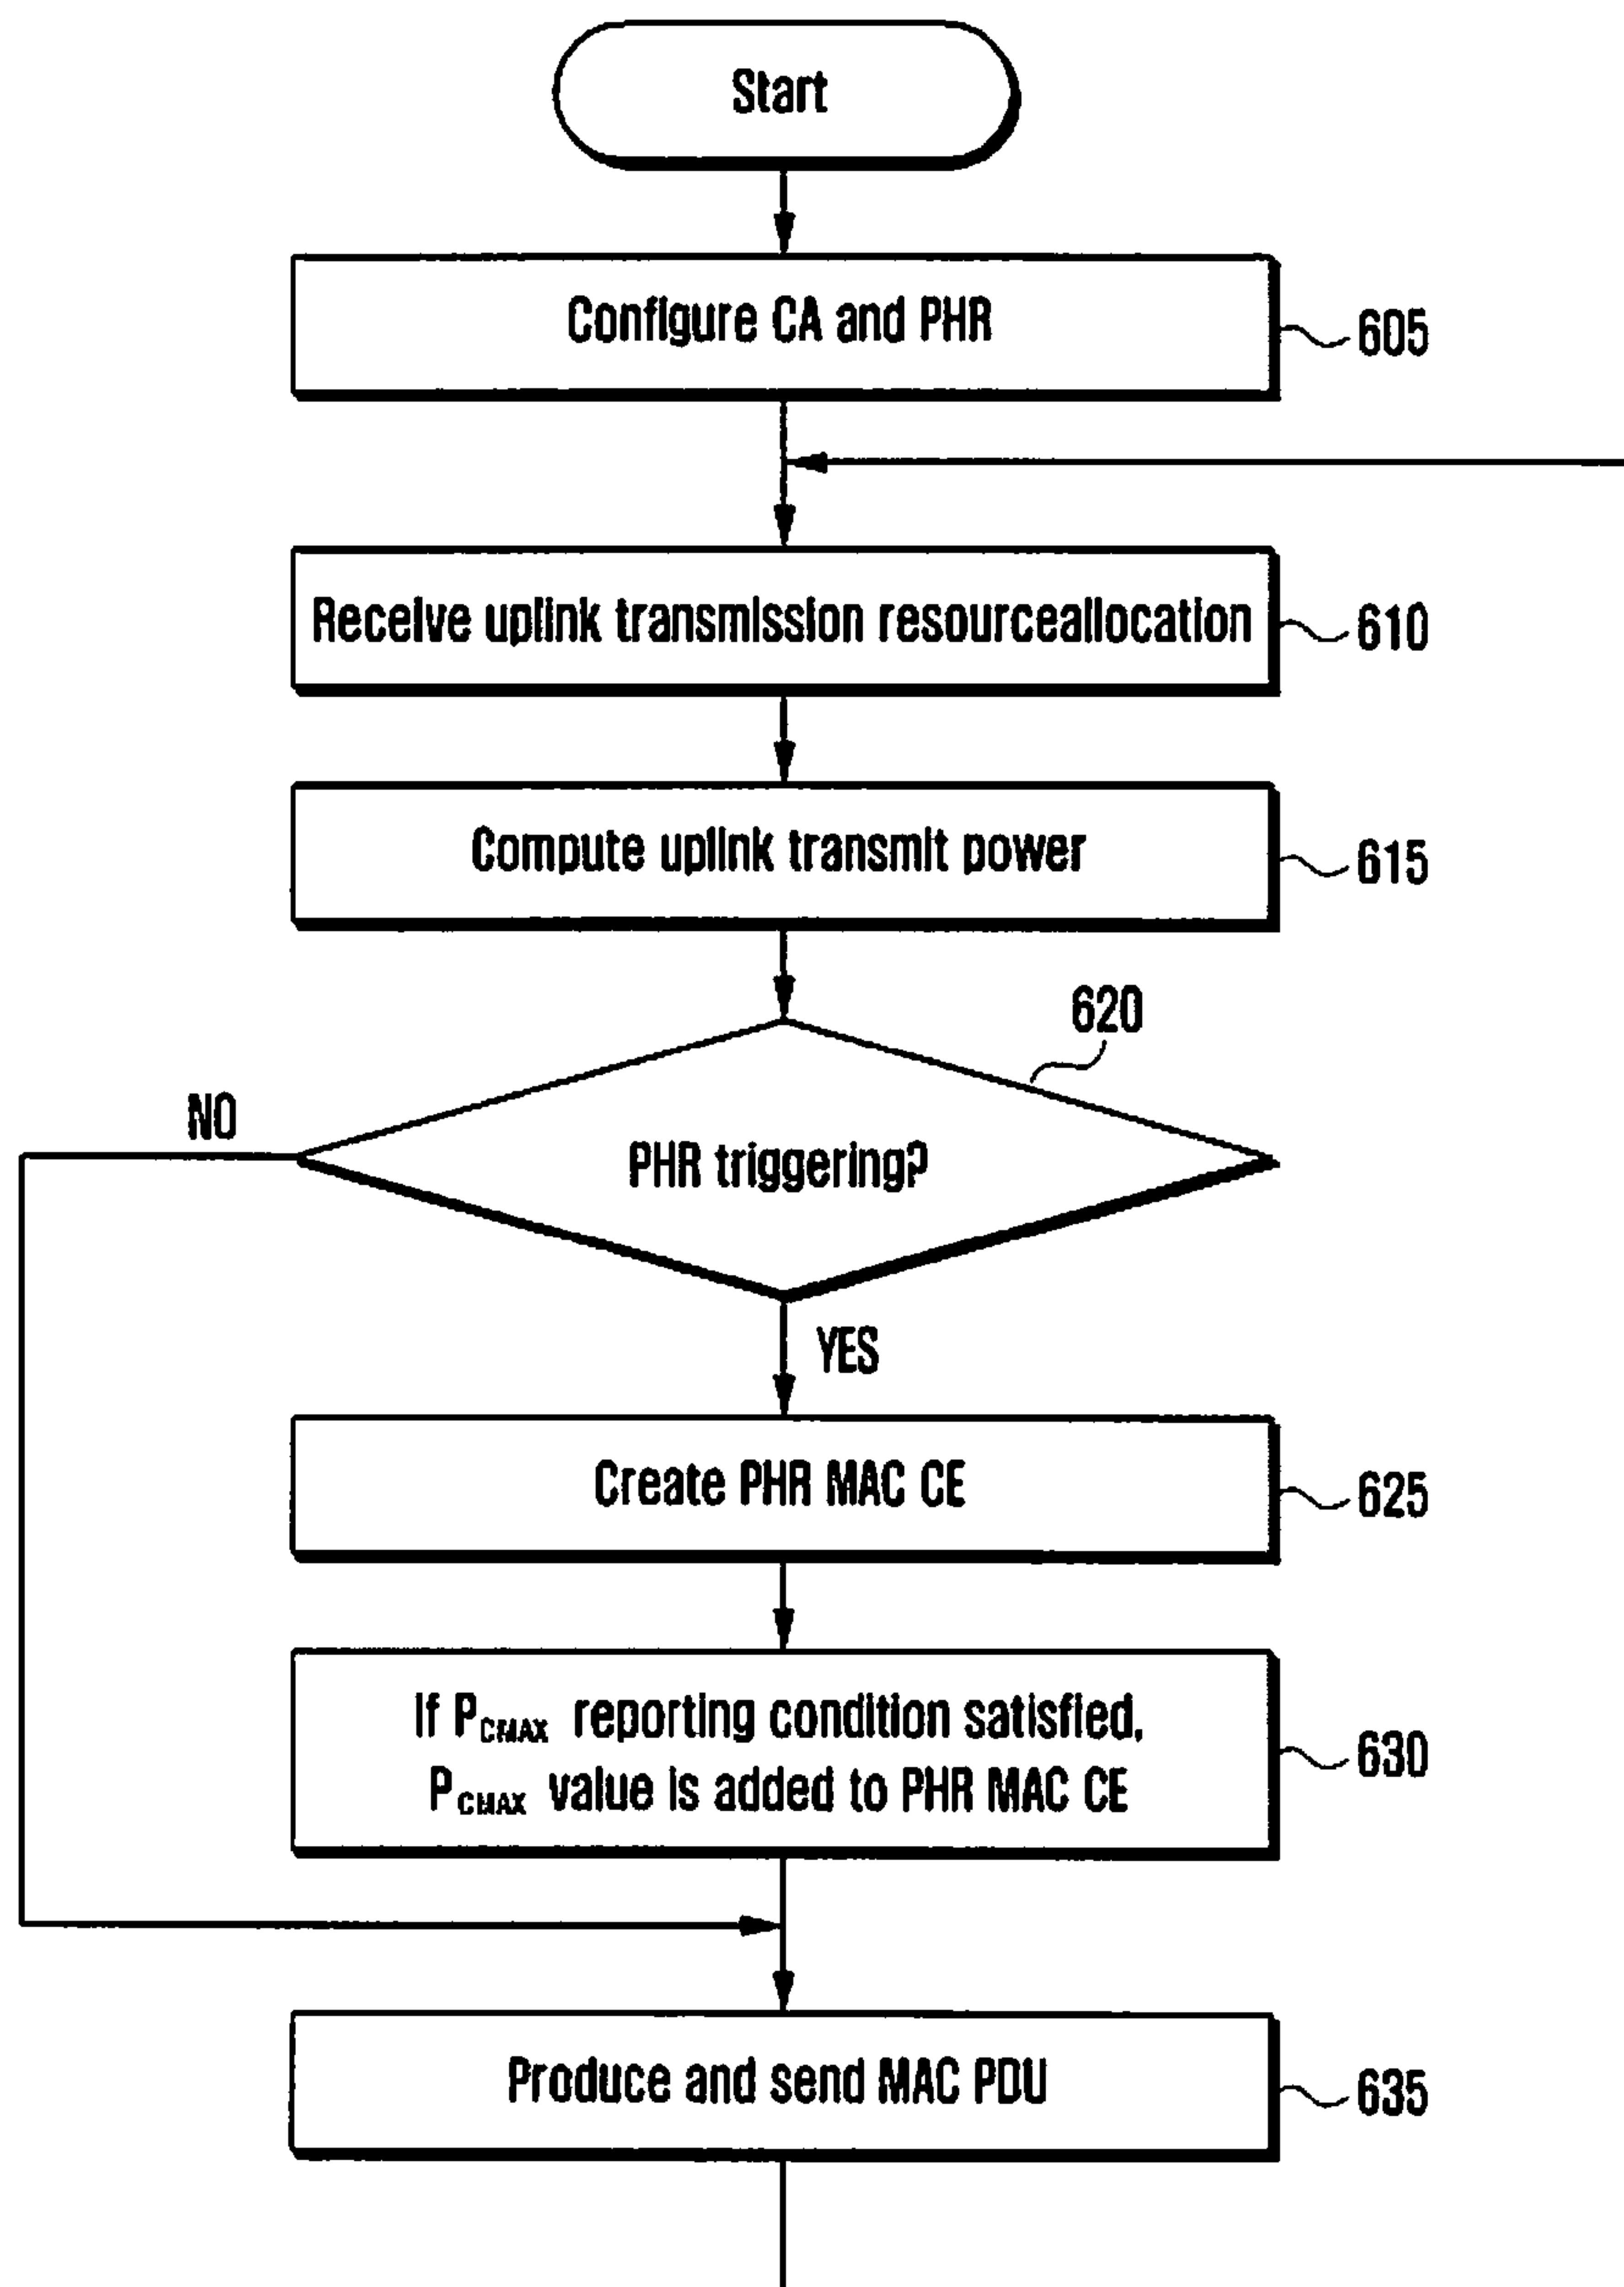 Start
Configure CA and PHR
605
Receive uplink transmission resourceallocation
610
Compute uplink transmit power
615
620
NO
PHR triggering?
YES
Create PHR MAC CE
625
If PCMAX reporting condition satisfied,
PCMAX value is added to PHR MAC CE
630
Produce and send MAC PDU
635